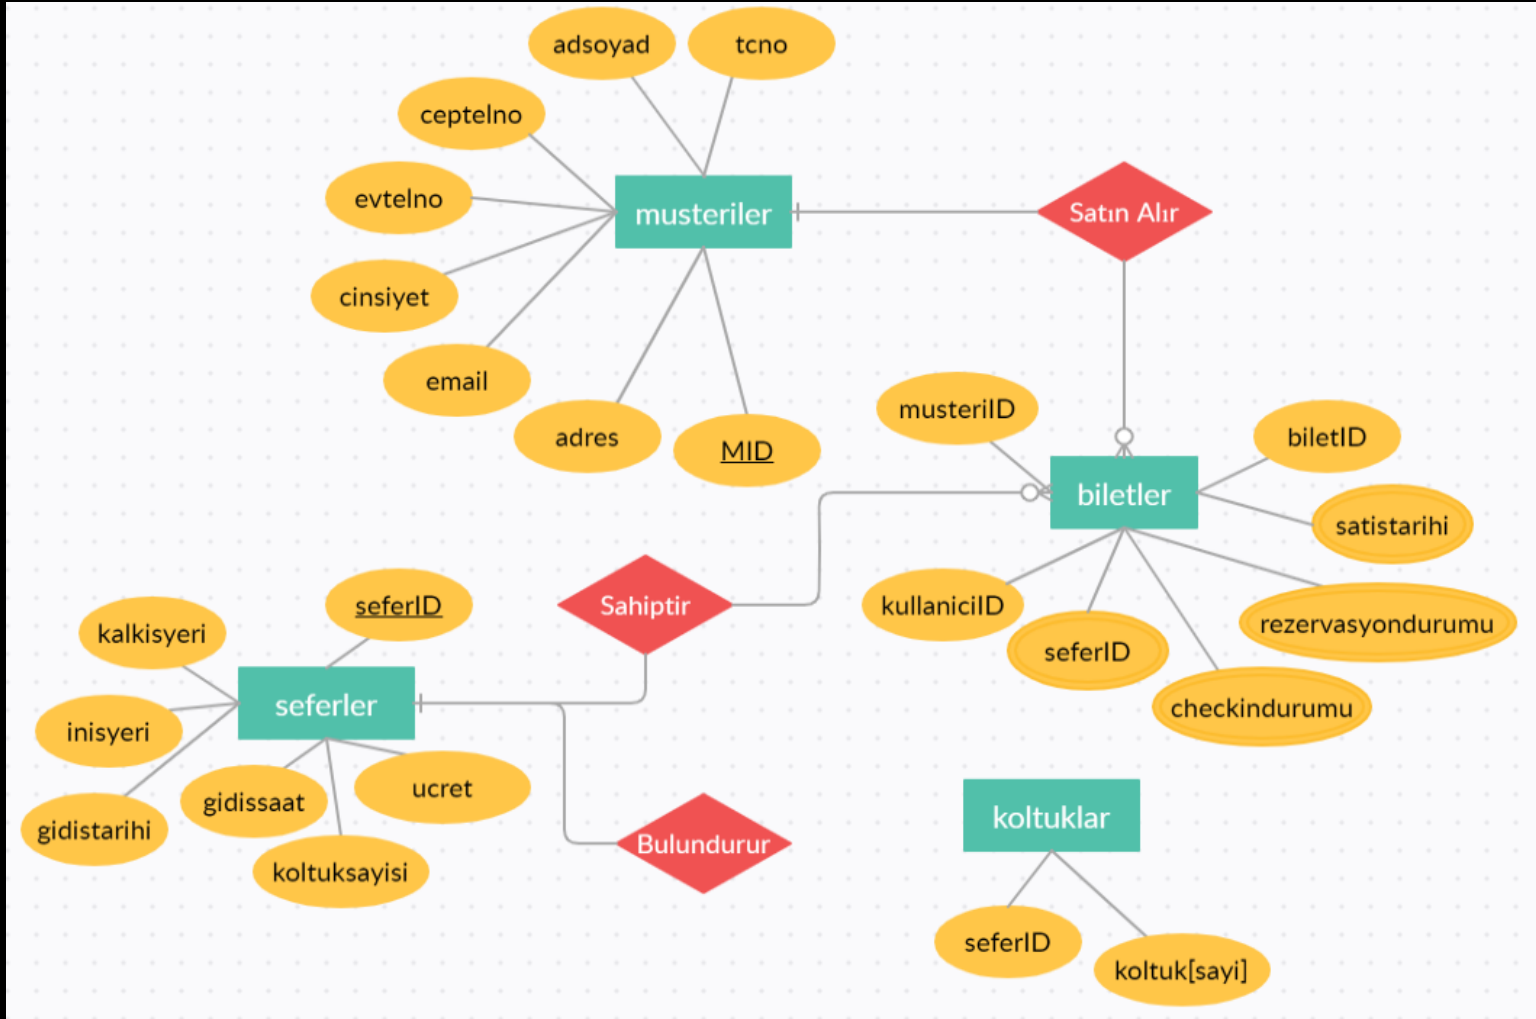 adsoyad
tcno
ceptelno
evtelno
musteriler
Satın Alır
cinsiyet
email
adres
MID
musteriID
biletID
biletler
satistarihi
kullaniciID
seferID
rezervasyondurumu
checkindurumu
Sahiptir
seferID
kalkisyeri
seferler
inisyeri
gidissaat
ucret
gidistarihi
koltuksayisi
Bulundurur
koltuklar
seferID
koltuk[sayi]